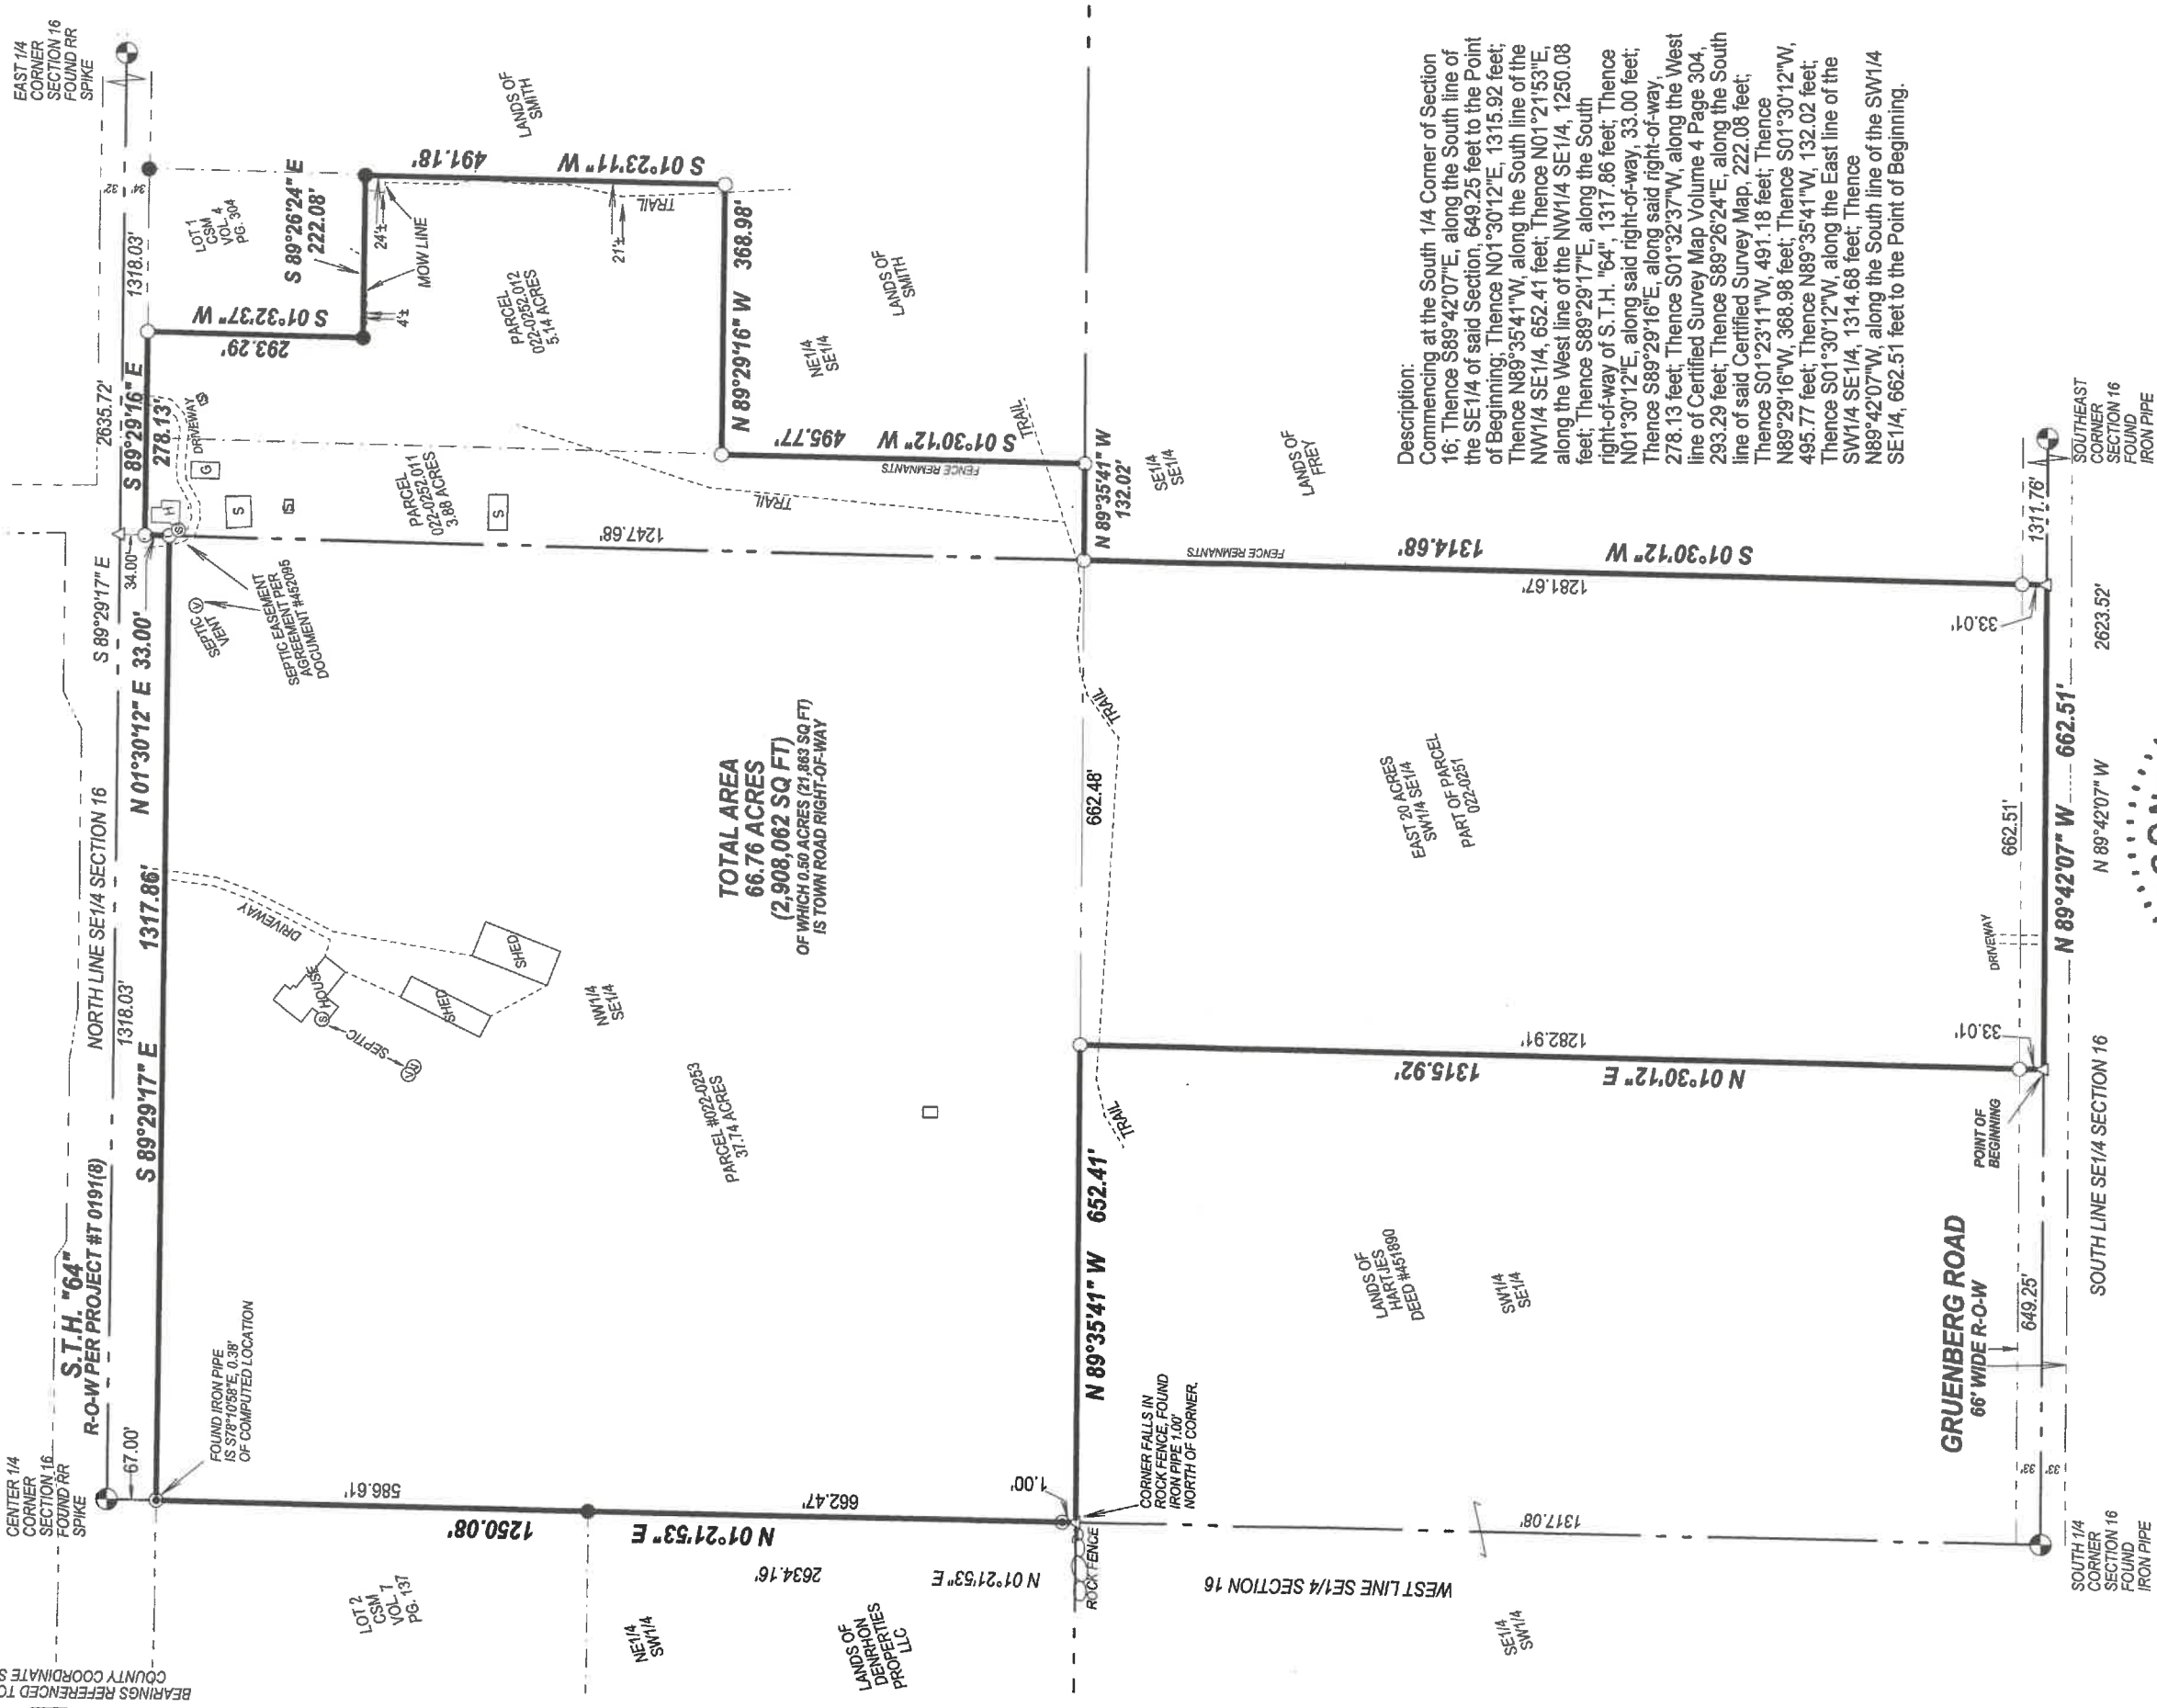 BEARINGS REFERENCED TO
COUNTY COORDINATE S
CENTER 1/4
CORNER
SECTION 16
FOUND RR
SPIKE
S.T.H. "64"
R-O-W PER PROJECT #T 0191(8)
67.00'
FOUND IRON PIPE
IS S78°10'58"E, 0.38'
OF COMPUTED LOCATION
NORTH LINE SE1/4 SECTION 16
1318.03'
S 89°29'17" E
2635.72'
1318.03'
S 89°29'17" E 1317.86'
N 01°30'12" E 33.00'
34.00'
S 89°29'16" E
278.13'
EAST 1/4
CORNER
SECTION 16
FOUND RR
SPIKE
32'
34'
LOT 1
CSM
VOL. 4
PG. 304
S 01°32'37" W
293.29'
S 89°26'24" E
222.08'
24'±
MOW LINE
4'±
21'±
TRAIL
S 01°23'11" W 491.18'
LANDS OF
SMITH
PARCEL
022-0252.012
5.14 ACRES
N 89°29'16" W 368.98'
NE1/4
SE1/4
LANDS OF
SMITH
DRIVEWAY
H
G
S
S
S
S
PARCEL
022-0252.011
3.88 ACRES
TRAIL
FENCE REMNANTS
S 01°30'12" W 495.77'
TRAIL
1247.68'
N 89°35'41" W
132.02'
SEPTIC
VENT
V
SEPTIC EASEMENT
AGREEMENT PER
DOCUMENT #452095
DRIVEWAY
HOUSE
S
SEPTIC
SHED
SHED
NW1/4
SE1/4
PARCEL #022-0253
37.74 ACRES
TOTAL AREA
66.76 ACRES
(2,908,062 SQ FT)
OF WHICH 0.50 ACRES (21,863 SQ FT)
IS TOWN ROAD RIGHT-OF-WAY
586.61'
662.47'
N 01°21'53" E 1250.08'
LOT 2
CSM
VOL. 7
PG. 137
NE1/4
SW1/4
LANDS OF
DENRHON
PROPERTIES
LLC
N 01°21'53" E 2634.16'
1.00'
ROCK FENCE
CORNER FALLS IN
ROCK FENCE, FOUND
IRON PIPE 1.00'
NORTH OF CORNER.
N 89°35'41" W 652.41'
TRAIL
662.48'
TRAIL
SE1/4
SE1/4
LANDS OF
FREY
FENCE REMNANTS
1281.67'
S 01°30'12" W 1314.68'
EAST 20 ACRES
SW1/4 SE1/4
PART OF PARCEL
022-0251
1282.91'
N 01°30'12" E 1315.92'
LANDS OF
HARTJES
DEED #451890
SW1/4
SE1/4
WEST LINE SE1/4 SECTION 16
1317.08'
SE1/4
SW1/4
GRUENBERG ROAD
66' WIDE R-O-W
33'
33'
649.25'
POINT OF
BEGINNING
33.01'
DRIVEWAY
662.51'
33.01'
N 89°42'07" W 662.51'
1311.76'
SOUTH 1/4
CORNER
SECTION 16
FOUND
IRON PIPE
SOUTH LINE SE1/4 SECTION 16
N 89°42'07" W
2623.52'
SOUTHEAST
CORNER
SECTION 16
FOUND
IRON PIPE
Description:
Commencing at the South 1/4 Corner of Section
16; Thence S89°42'07"E, along the South line of
the SE1/4 of said Section, 649.25 feet to the Point
of Beginning; Thence N01°30'12"E, 1315.92 feet;
Thence N89°35'41"W, along the South line of the
NW1/4 SE1/4, 652.41 feet; Thence N01°21'53"E,
along the West line of the NW1/4 SE1/4, 1250.08
feet; Thence S89°29'17"E, along the South
right-of-way of S.T.H. "64", 1317.86 feet; Thence
N01°30'12"E, along said right-of-way, 33.00 feet;
Thence S89°29'16"E, along said right-of-way,
278.13 feet; Thence S01°32'37"W, along the West
line of Certified Survey Map Volume 4 Page 304,
293.29 feet; Thence S89°26'24"E, along the South
line of said Certified Survey Map, 222.08 feet;
Thence S01°23'11"W, 491.18 feet; Thence
N89°29'16"W, 368.98 feet; Thence S01°30'12"W,
495.77 feet; Thence N89°35'41"W, 132.02 feet;
Thence S01°30'12"W, along the East line of the
SW1/4 SE1/4, 1314.68 feet; Thence
N89°42'07"W, along the South line of the SW1/4
SE1/4, 662.51 feet to the Point of Beginning.